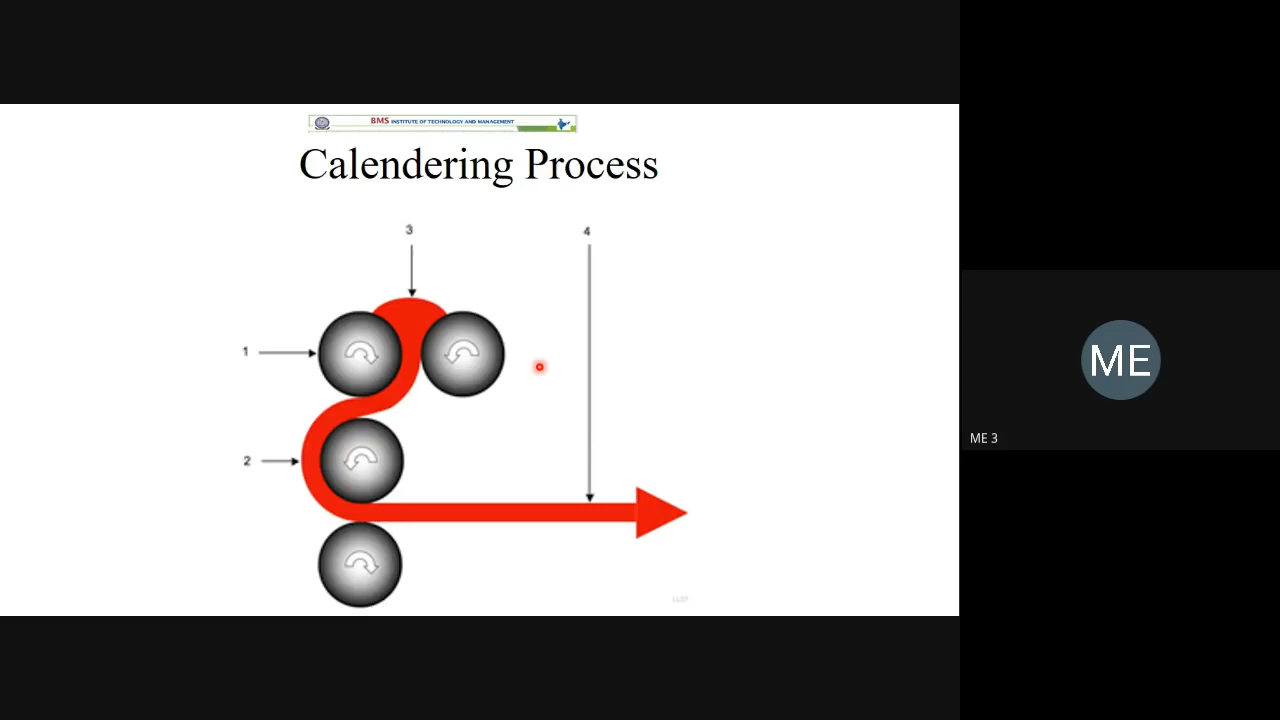 BMS INSTITUTE OF TECHNOLOGY AND MANAGEMENT
Calendering Process
3
4
1
2
ME
ME 3